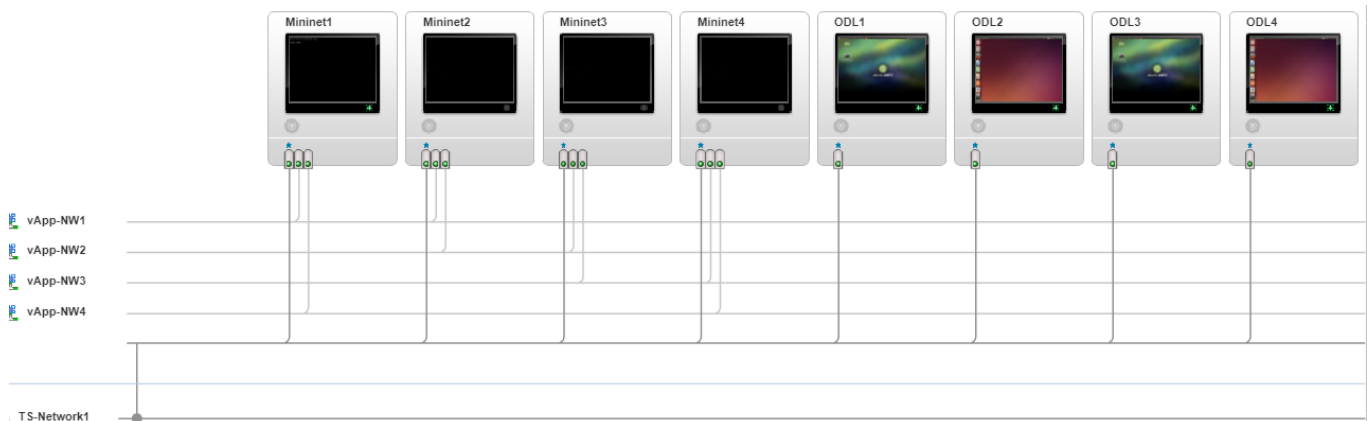 Mininet1
Mininet2
Mininet3
Mininet4
ODL1
ODL2
ODL3
ODL4
vApp-NW1
vApp-NW2
vApp-NW3
vApp-NW4
TS-Network1